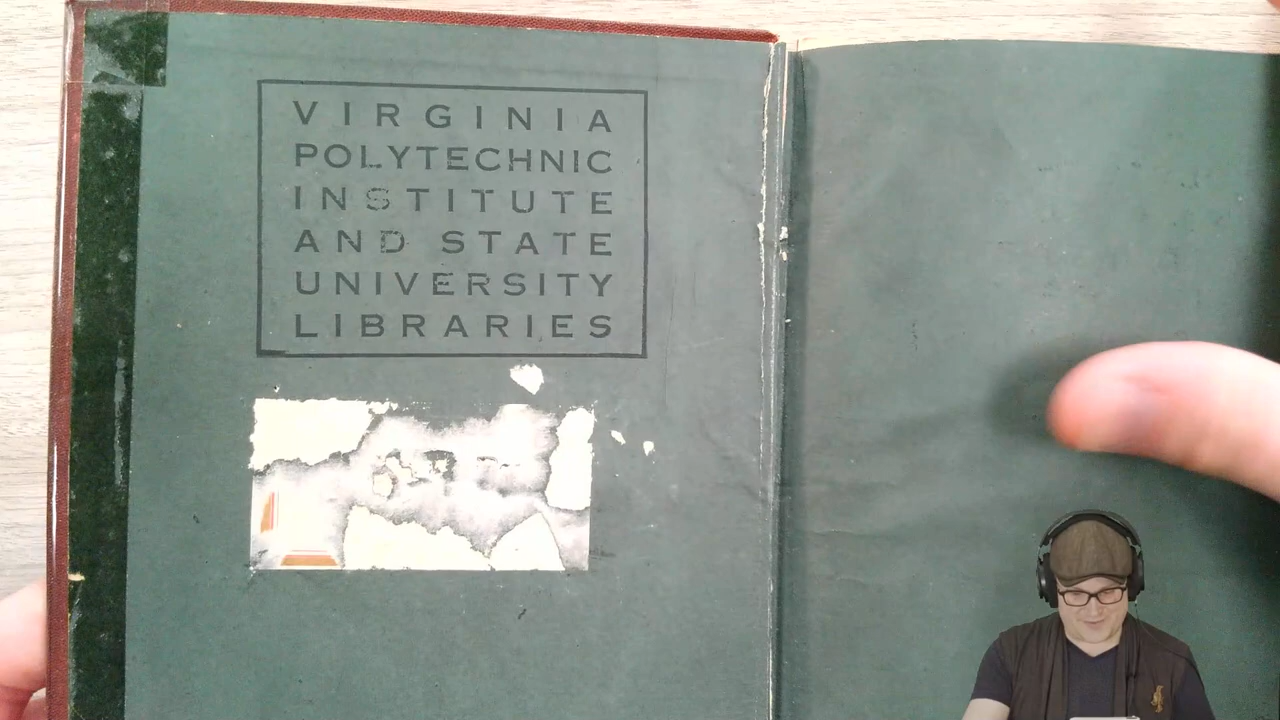 VIRGINIA
POLYTECHNIC
INSTITUTE
AND STATE
UNIVERSITY
LIBRARIES